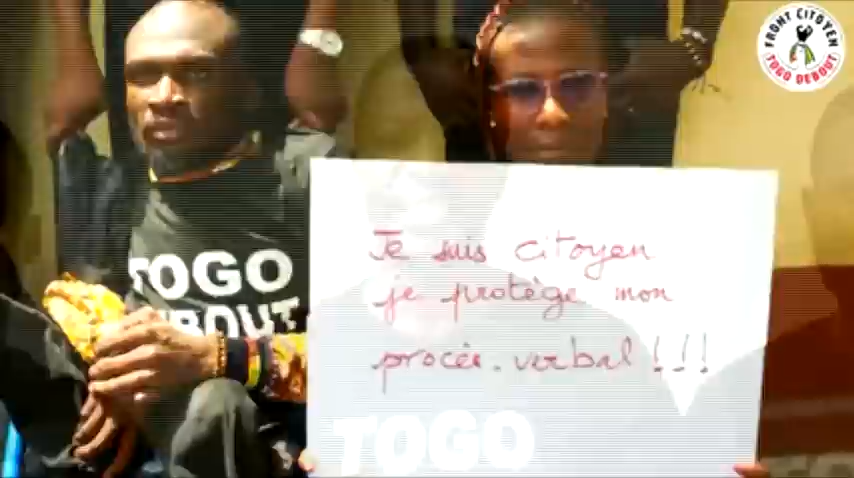 FRONT CITOYEN
TOGO DEBOUT
TOGO
DEBOUT
Je suis citoyen
je protège mon
procès-verbal !!!
TOGO